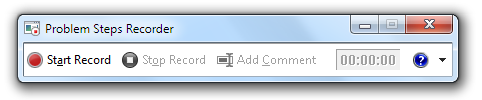 Problem Steps Recorder
Start Record Stop Record Add Comment 00:00:00 ?